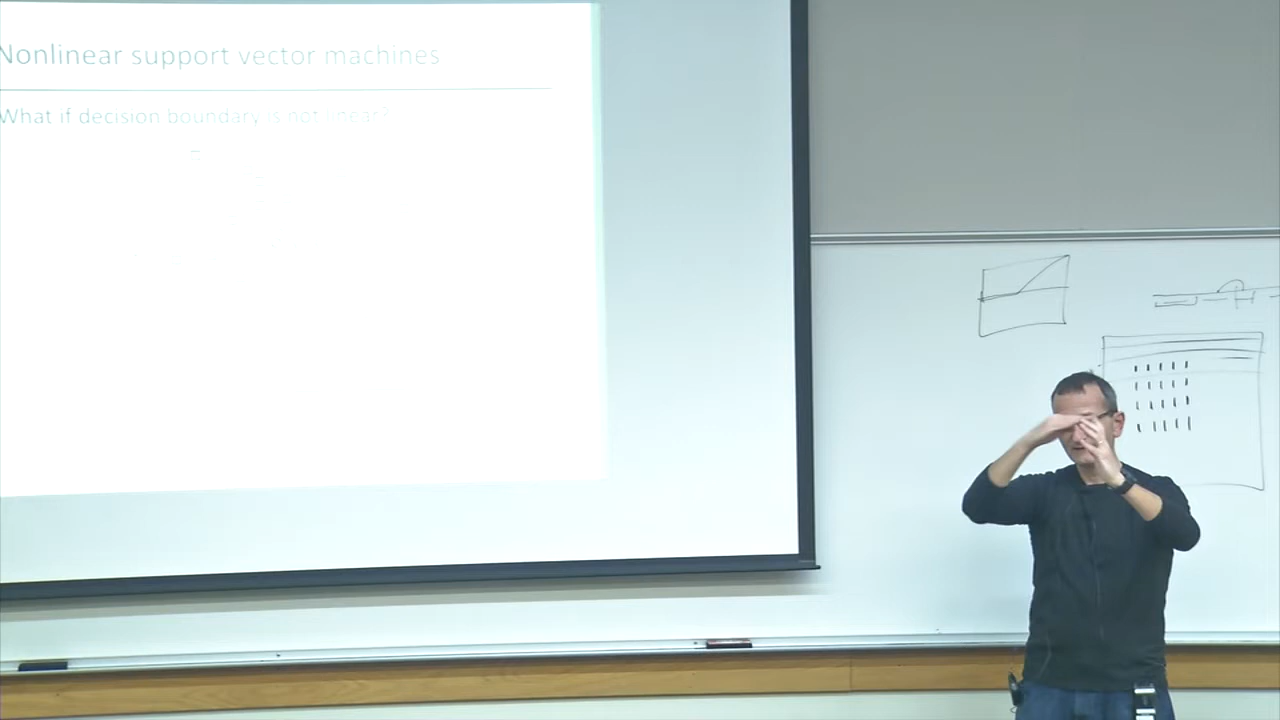 Nonlinear support vector machines
What if decision boundary is not linear?